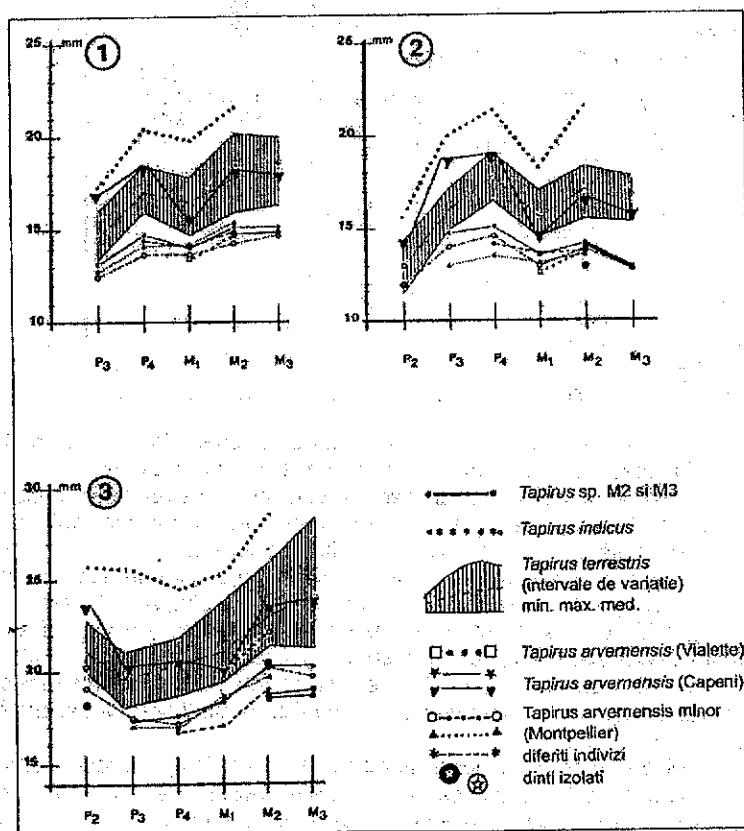 25 mm 1
20
15
10
P3 P4 M1 M2 M3
25 mm 2
20
15
10
P2 P3 P4 M1 M2 M3
30 mm 3
25
20
15
P2 P3 P4 M1 M2 M3
Tapirus sp. M2 si M3
Tapirus indicus
Tapirus terrestris
(intervale de variatie)
min. max. med.
Tapirus arvernensis (Vialette)
Tapirus arvernensis (Capeni)
Tapirus arvernensis minor
(Montpellier)
diferiti indivizi
dinti izolati